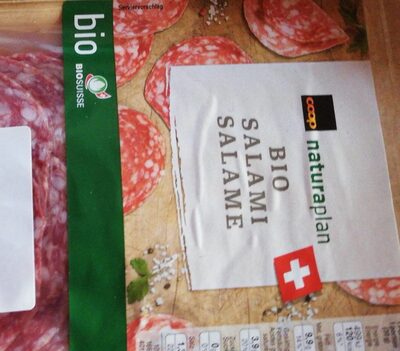 Serviervorschlag
bio
BIOSUISSE
coop
naturaplan
BIO
SALAMI
SALAME